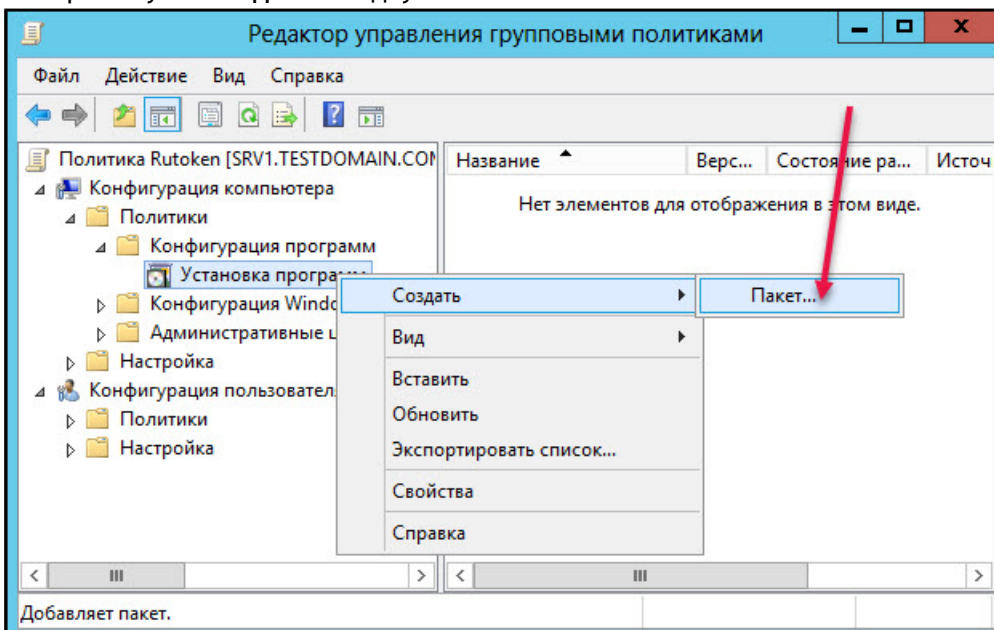 Редактор управления групповыми политиками
Файл Действие Вид Справка
Политика Rutoken [SRV1.TESTDOMAIN.COM
Название Верс... Состояние ра... Источ
Конфигурация компьютера
Нет элементов для отображения в этом виде.
Политики
Конфигурация программ
Установка програ
Создать
Пакет...
Конфигурация Windo
Административные
Вид
Настройка
Вставить
Конфигурация пользовател
Обновить
Политики
Настройка
Экспортировать список...
Свойства
Справка
Добавляет пакет.